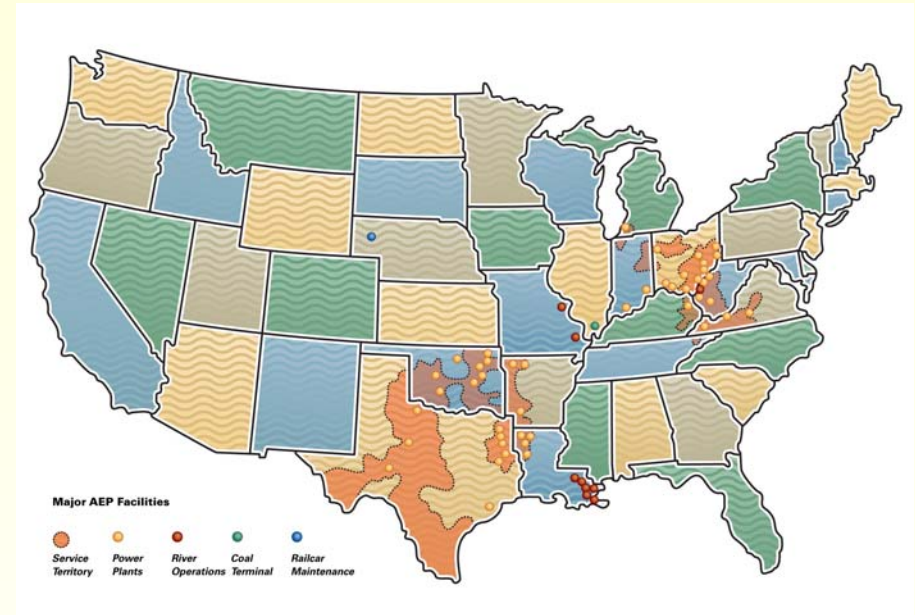 Major AEP Facilities
Service Territory
Power Plants
River Operations
Coal Terminal
Railcar Maintenance